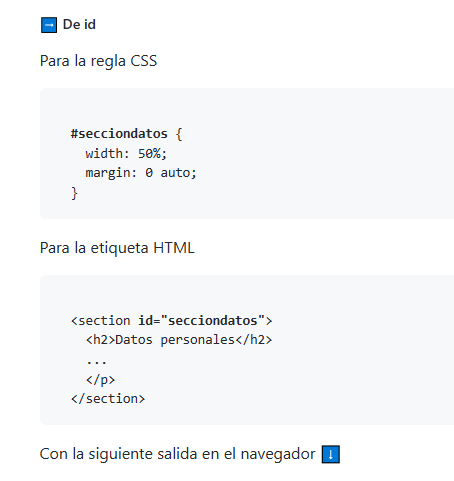 ➡ De id
Para la regla CSS
#secciondatos {
  width: 50%;
  margin: 0 auto;
}
Para la etiqueta HTML
<section id="secciondatos">
  <h2>Datos personales</h2>
  ...
  </p>
</section>
Con la siguiente salida en el navegador ⬇